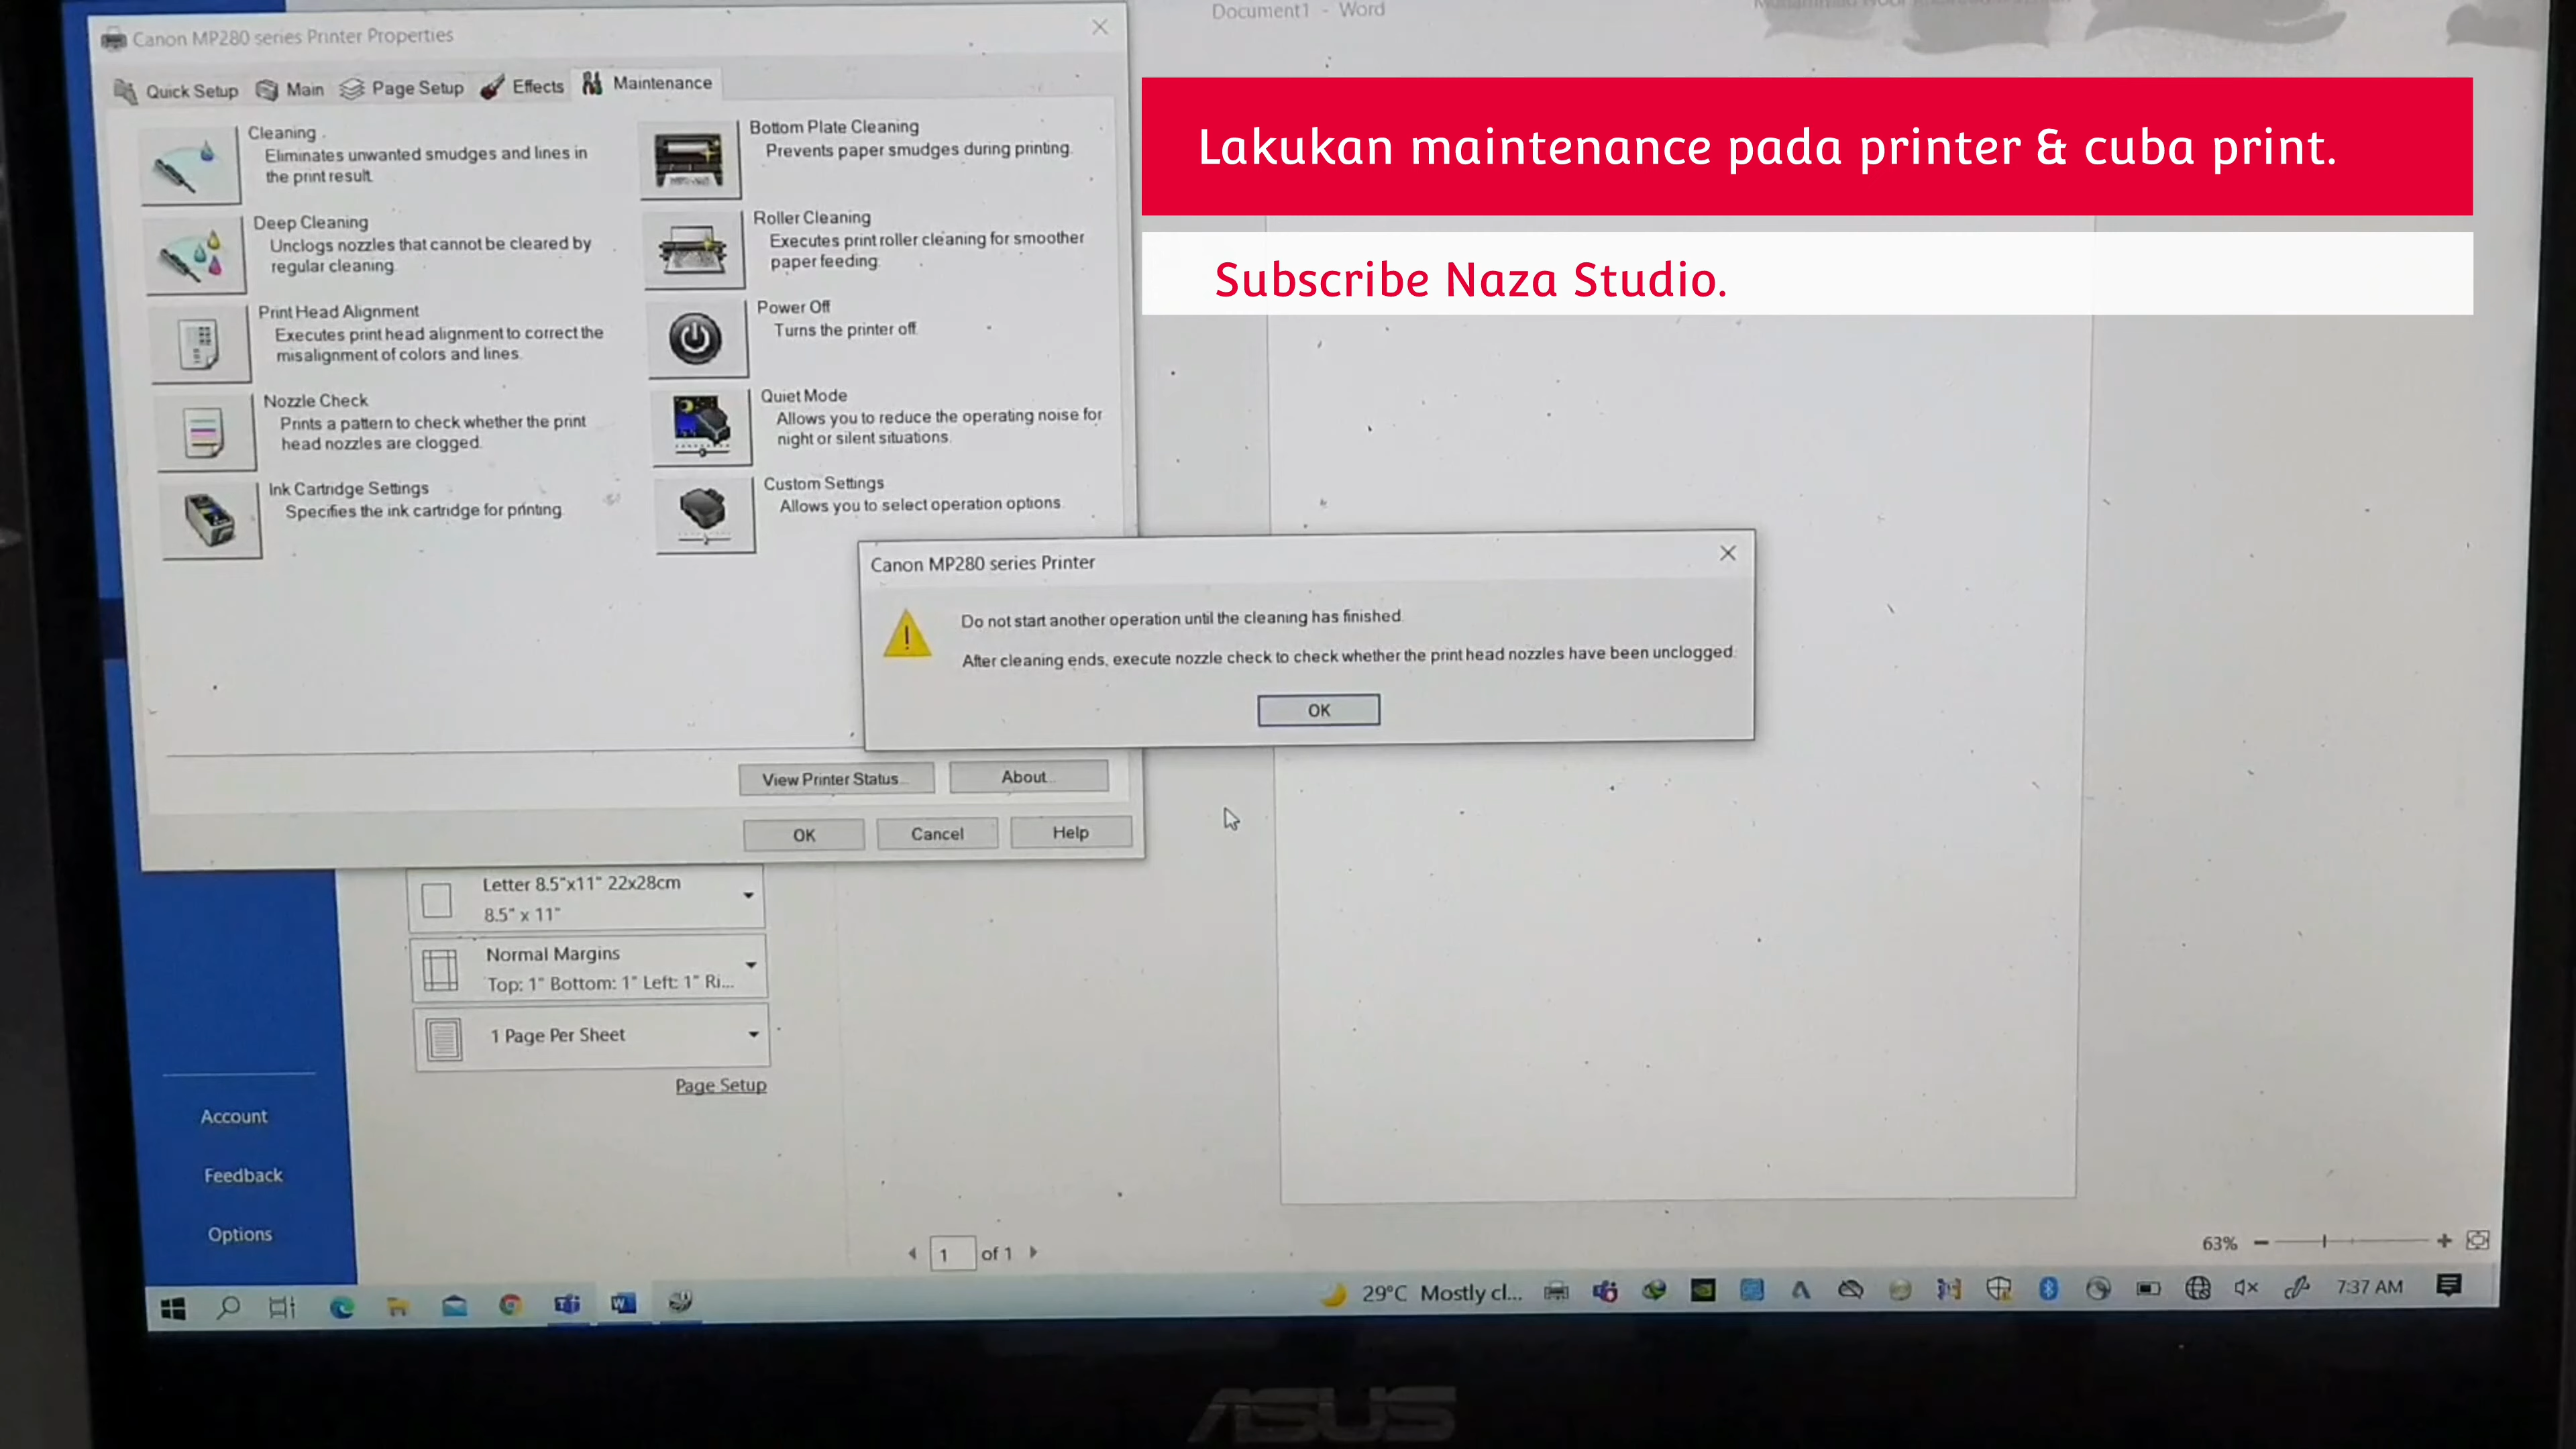 Document1 - Word
Canon MP280 series Printer Properties
Quick Setup Main Page Setup Effects Maintenance
Lakukan maintenance pada printer & cuba print.
Subscribe Naza Studio.
Cleaning
Eliminates unwanted smudges and lines in
the print result.
Deep Cleaning
Unclogs nozzles that cannot be cleared by
regular cleaning.
Print Head Alignment
Executes print head alignment to correct the
misalignment of colors and lines.
Nozzle Check
Prints a pattern to check whether the print
head nozzles are clogged.
Ink Cartridge Settings
Specifies the ink cartridge for printing.
Bottom Plate Cleaning
Prevents paper smudges during printing.
Roller Cleaning
Executes print roller cleaning for smoother
paper feeding.
Power Off
Turns the printer off.
Quiet Mode
Allows you to reduce the operating noise for
night or silent situations.
Custom Settings
Allows you to select operation options.
Canon MP280 series Printer
Do not start another operation until the cleaning has finished.
After cleaning ends, execute nozzle check to check whether the print head nozzles have been unclogged.
OK
View Printer Status... About...
OK Cancel Help
Letter 8.5"x11" 22x28cm
8.5" x 11"
Normal Margins
Top: 1" Bottom: 1" Left: 1" Ri...
1 Page Per Sheet
Page Setup
Account
Feedback
Options
1 of 1
63%
29°C Mostly cl...
7:37 AM
ASUS